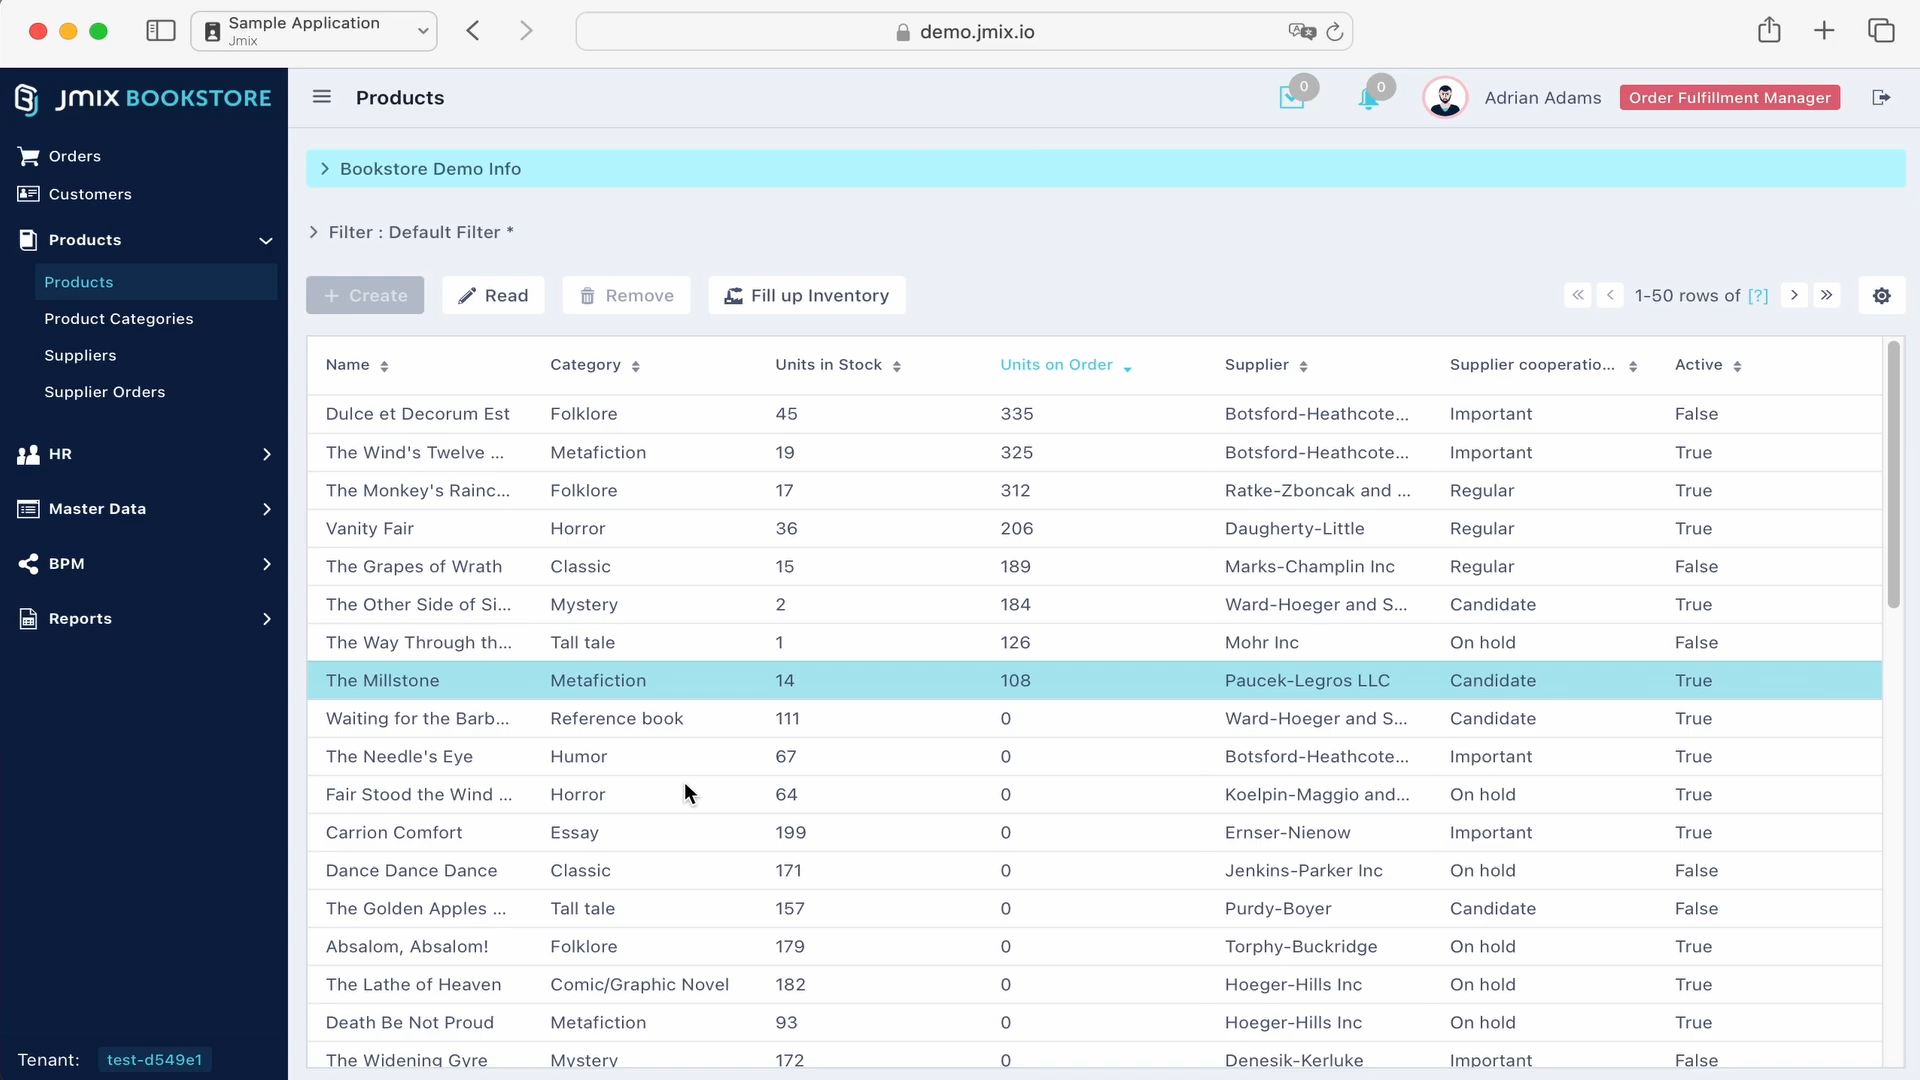 Sample Application
Jmix
demo.jmix.io
JMIX BOOKSTORE
Products
0
0
Adrian Adams
Order Fulfillment Manager
Orders
Customers
Products
Products
Product Categories
Suppliers
Supplier Orders
HR
Master Data
BPM
Reports
Tenant: test-d549e1
Bookstore Demo Info
Filter : Default Filter *
+ Create
Read
Remove
Fill up Inventory
1-50 rows of [?]
Name Category Units in Stock Units on Order Supplier Supplier cooperatio... Active
Dulce et Decorum Est Folklore 45 335 Botsford-Heathcote... Important False
The Wind's Twelve ... Metafiction 19 325 Botsford-Heathcote... Important True
The Monkey's Rainc... Folklore 17 312 Ratke-Zboncak and ... Regular True
Vanity Fair Horror 36 206 Daugherty-Little Regular True
The Grapes of Wrath Classic 15 189 Marks-Champlin Inc Regular False
The Other Side of Si... Mystery 2 184 Ward-Hoeger and S... Candidate True
The Way Through th... Tall tale 1 126 Mohr Inc On hold False
The Millstone Metafiction 14 108 Paucek-Legros LLC Candidate True
Waiting for the Barb... Reference book 111 0 Ward-Hoeger and S... Candidate True
The Needle's Eye Humor 67 0 Botsford-Heathcote... Important True
Fair Stood the Wind ... Horror 64 0 Koelpin-Maggio and... On hold True
Carrion Comfort Essay 199 0 Ernser-Nienow Important True
Dance Dance Dance Classic 171 0 Jenkins-Parker Inc On hold False
The Golden Apples ... Tall tale 157 0 Purdy-Boyer Candidate False
Absalom, Absalom! Folklore 179 0 Torphy-Buckridge On hold True
The Lathe of Heaven Comic/Graphic Novel 182 0 Hoeger-Hills Inc On hold True
Death Be Not Proud Metafiction 93 0 Hoeger-Hills Inc On hold True
The Widening Gyre Mystery 172 0 Denesik-Kerluke Important False